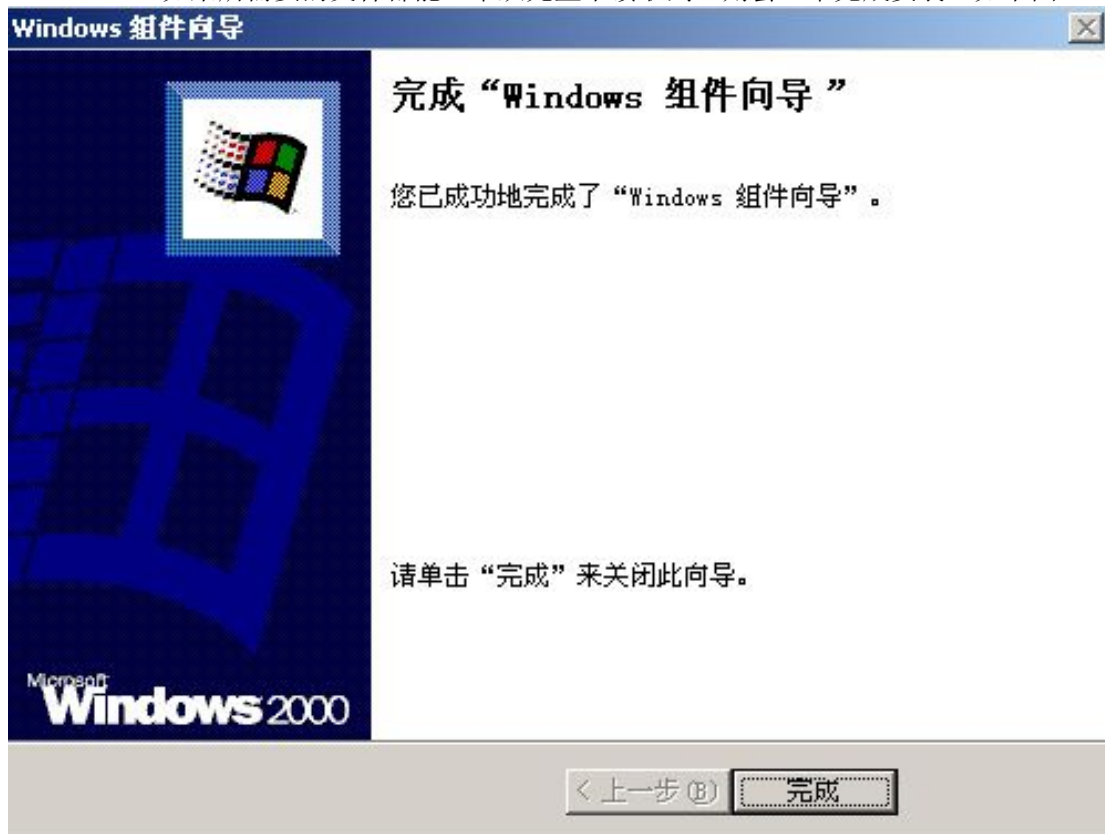 Windows 组件向导
完成“Windows 组件向导 ”
您已成功地完成了“Windows 组件向导”。
请单击“完成”来关闭此向导。
Microsoft
Windows 2000
< 上一步(B)
完成